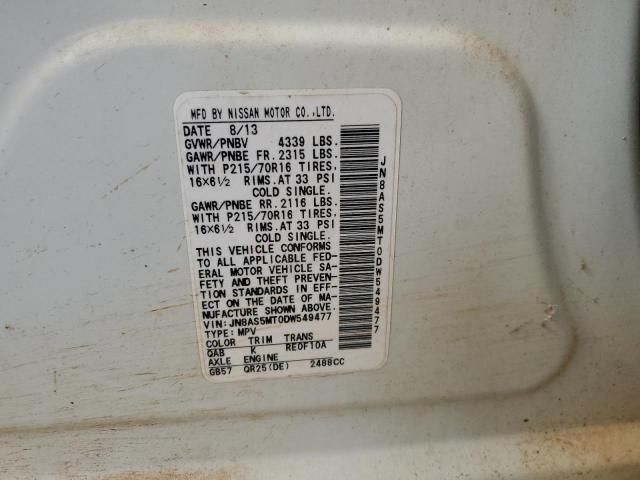 MFD BY NISSAN MOTOR CO.,LTD.
DATE 8/13
GVWR/PNBV 4339 LBS.
GAWR/PNBE FR. 2315 LBS.
WITH P215/70R16 TIRES,
16×6½ RIMS.AT 33 PSI
COLD SINGLE.
GAWR/PNBE RR. 2116 LBS.
WITH P215/70R16 TIRES,
16×6½ RIMS.AT 33 PSI
COLD SINGLE.
THIS VEHICLE CONFORMS
TO ALL APPLICABLE FED-
ERAL MOTOR VEHICLE SA-
FETY AND THEFT PREVEN-
TION STANDARDS IN EFF-
ECT ON THE DATE OF MA-
NUFACTURE SHOWN ABOVE.
VIN: JN8AS5MT0DW549477
TYPE: MPV
COLOR TRIM TRANS
QAB K RE0F10A
AXLE ENGINE
GB57 QR25(DE) 2488CC
JN8AS5MT0DW549477